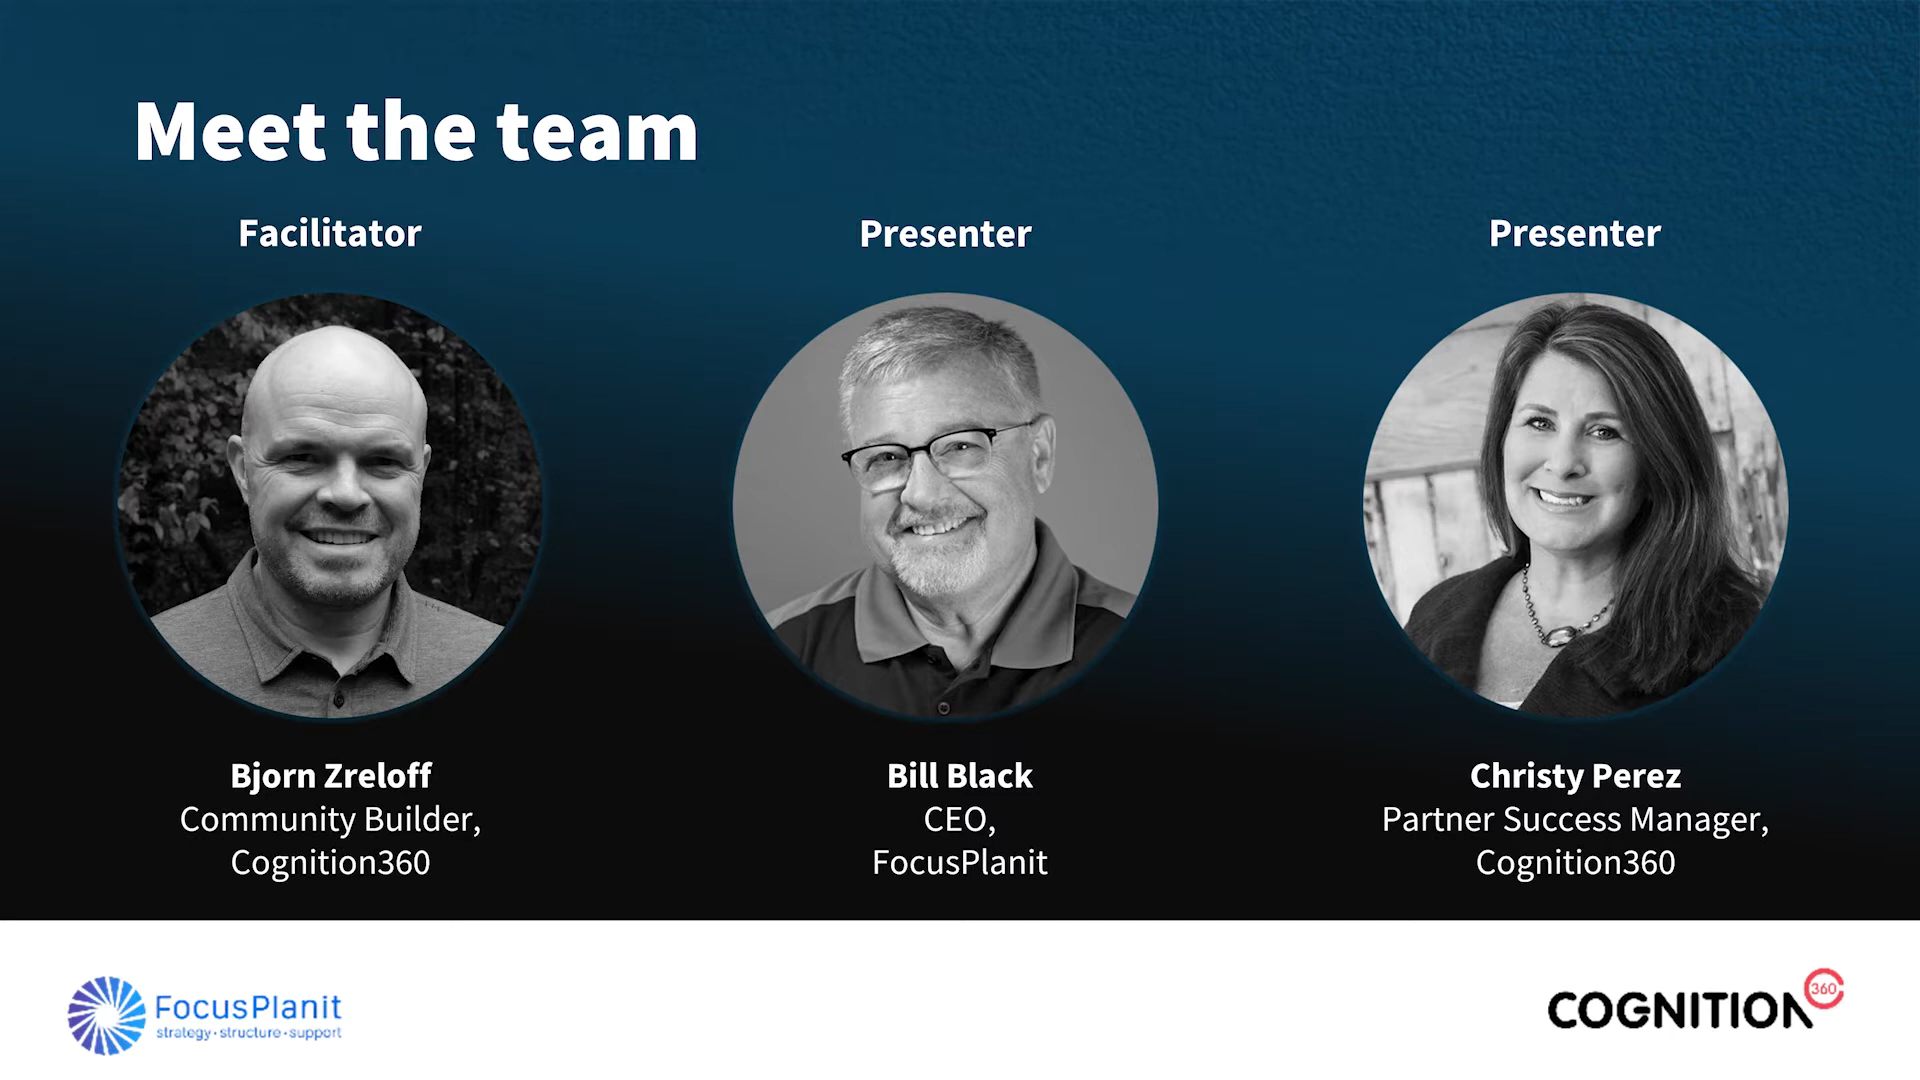 Meet the team
Facilitator
Presenter
Presenter
Bjorn Zreloff
Community Builder,
Cognition360
Bill Black
CEO,
FocusPlanit
Christy Perez
Partner Success Manager,
Cognition360
FocusPlanit
strategy·structure·support
COGNITION 360